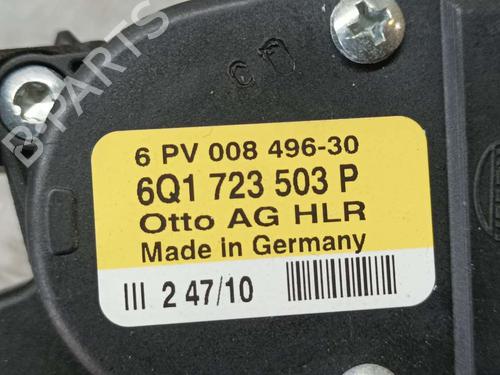 B-PARTS
6 PV 008 496-30
6Q1 723 503 P
Otto AG HLR
Made in Germany
III 2 47/10